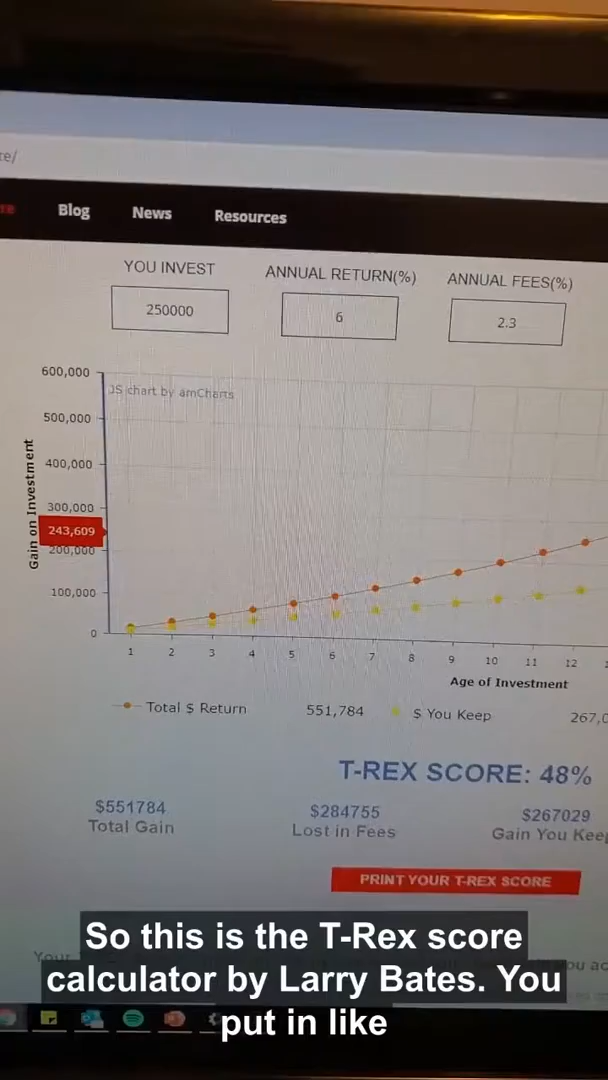 re/
re Blog News Resources
YOU INVEST ANNUAL RETURN(%) ANNUAL FEES(%)
250000 6 2.3
600,000
JS chart by amCharts
500,000
400,000
300,000
243,609
200,000
100,000
0
Gain on Investment
1 2 3 4 5 6 7 8 9 10 11 12
Age of Investment
Total $ Return 551,784 $ You Keep 267,0
T-REX SCORE: 48%
$551784 $284755 $267029
Total Gain Lost in Fees Gain You Keep
PRINT YOUR T-REX SCORE
So this is the T-Rex score
calculator by Larry Bates. You
put in like